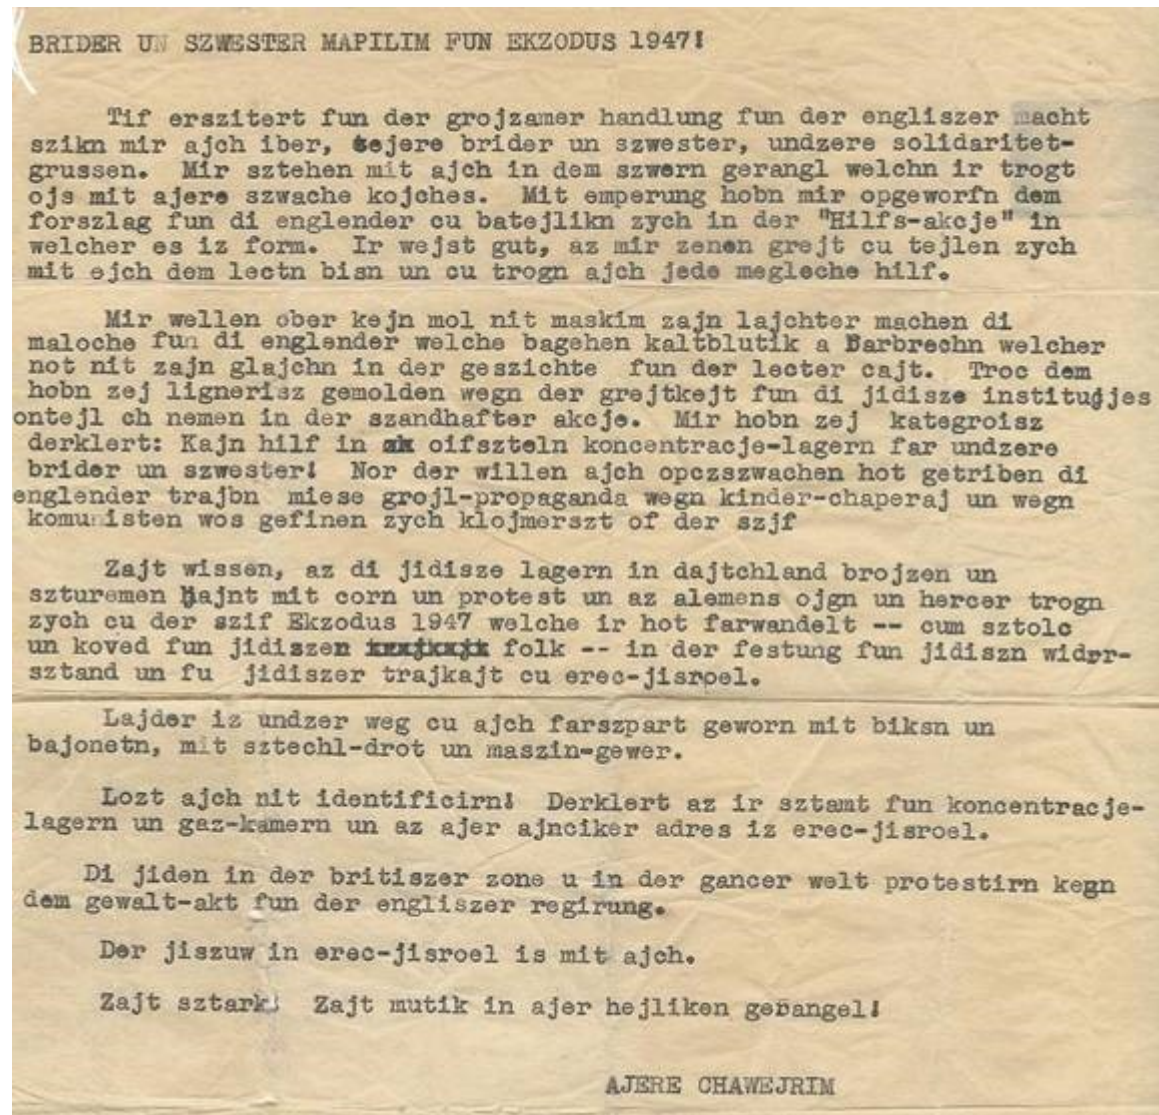 BRIDER UN SZWESTER MAPILIM FUN EKZODUS 1947!
Tif erszitert fun der grojzamer handlung fun der engliszer macht
szikn mir ajch iber, tejere brider un szwester, undzere solidaritet-
grussen. Mir sztehen mit ajch in dem szwern gerangl welchn ir trogt
ojs mit ajere szwache kojches. Mit emperung hobn mir opgeworfn dem
forszlag fun di englender cu batejlikn zych in der "Hilfs-akcje" in
welcher es iz form. Ir wejst gut, az mir zenen grejt cu tejlen zych
mit ejch dem lectn bisn un cu trogn ajch jede megleche hilf.
Mir wellen ober kejn mol nit maskim zajn lajchter machen di
maloche fun di englender welche bagehen kaltblutik a Barbrechn welcher
not nit zajn glajchn in der geszichte fun der lecter cajt. Troc dem
hobn zej lignerisz gemolden wegn der grejtkejt fun di jidisze institucjes
ontejl ch nemen in der szandhafter akcje. Mir hobn zej kategroisz
derklert: Kajn hilf in oifszteln koncentracje-lagern far undzere
brider un szwester! Nor der willen ajch opczszwachen hot getriben di
englender trajbn miese grojl-propaganda wegn kinder-chaperaj un wegn
komunisten wos gefinen zych klojmerszt of der szjf
Zajt wissen, az di jidisze lagern in dajtchland brojzen un
szturemen hajnt mit corn un protest un az alemens ojgn un hercer trogn
zych cu der szif Ekzodus 1947 welche ir hot farwandelt -- cum sztolc
un koved fun jidiszen folk -- in der festung fun jidiszn widpr-
sztand un fu jidiszer trajkajt cu erec-jisroel.
Lajder iz undzer weg cu ajch farszpart geworn mit biksn un
bajonetn, mit sztechl-drot un maszin-gewer.
Lozt ajch nit identificirn! Derklert az ir sztamt fun koncentracje-
lagern un gaz-kamern un az ajer ajnciker adres iz erec-jisroel.
Di jiden in der britiszer zone u in der gancer welt protestirn kegn
dem gewalt-akt fun der engliszer regirung.
Der jiszuw in erec-jisroel is mit ajch.
Zajt sztark! Zajt mutik in ajer hejliken gerangel!
AJERE CHAWEJRIM